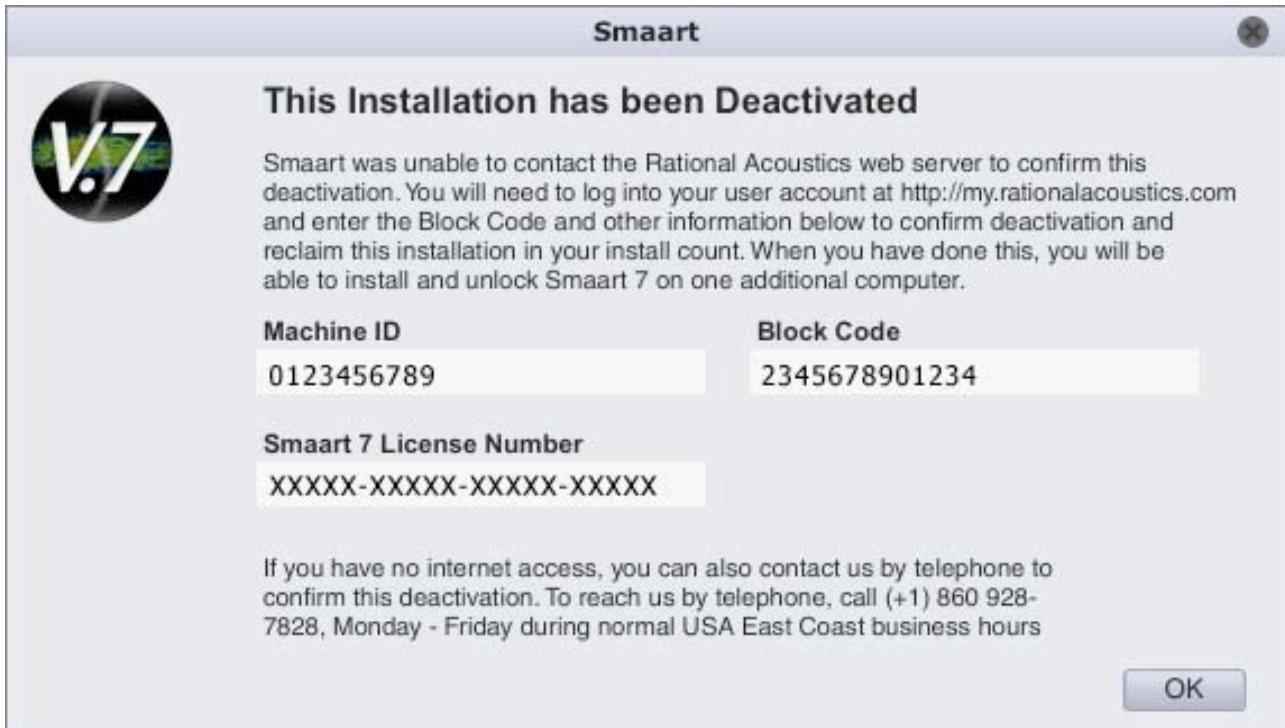 Smaart
V.7
This Installation has been Deactivated
Smaart was unable to contact the Rational Acoustics web server to confirm this
deactivation. You will need to log into your user account at http://my.rationalacoustics.com
and enter the Block Code and other information below to confirm deactivation and
reclaim this installation in your install count. When you have done this, you will be
able to install and unlock Smaart 7 on one additional computer.
Machine ID
Block Code
0123456789
2345678901234
Smaart 7 License Number
XXXXX-XXXXX-XXXXX-XXXXX
If you have no internet access, you can also contact us by telephone to
confirm this deactivation. To reach us by telephone, call (+1) 860 928-
7828, Monday - Friday during normal USA East Coast business hours
OK